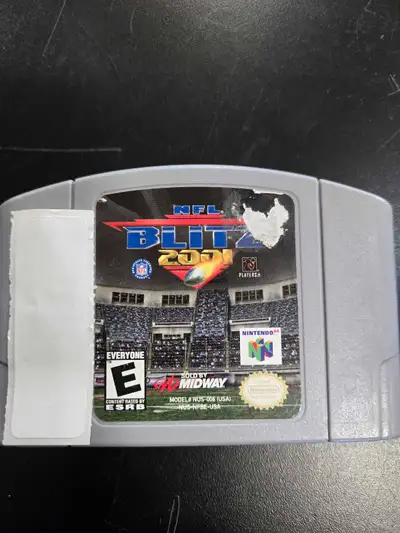 NFL
BLITZ
2001
PLAYERS
NINTENDO 64
EVERYONE
E
CONTENT RATED BY
ESRB
SOLD BY
MIDWAY
MODEL# NUS-006 (USA)
NUS-NFBE-USA